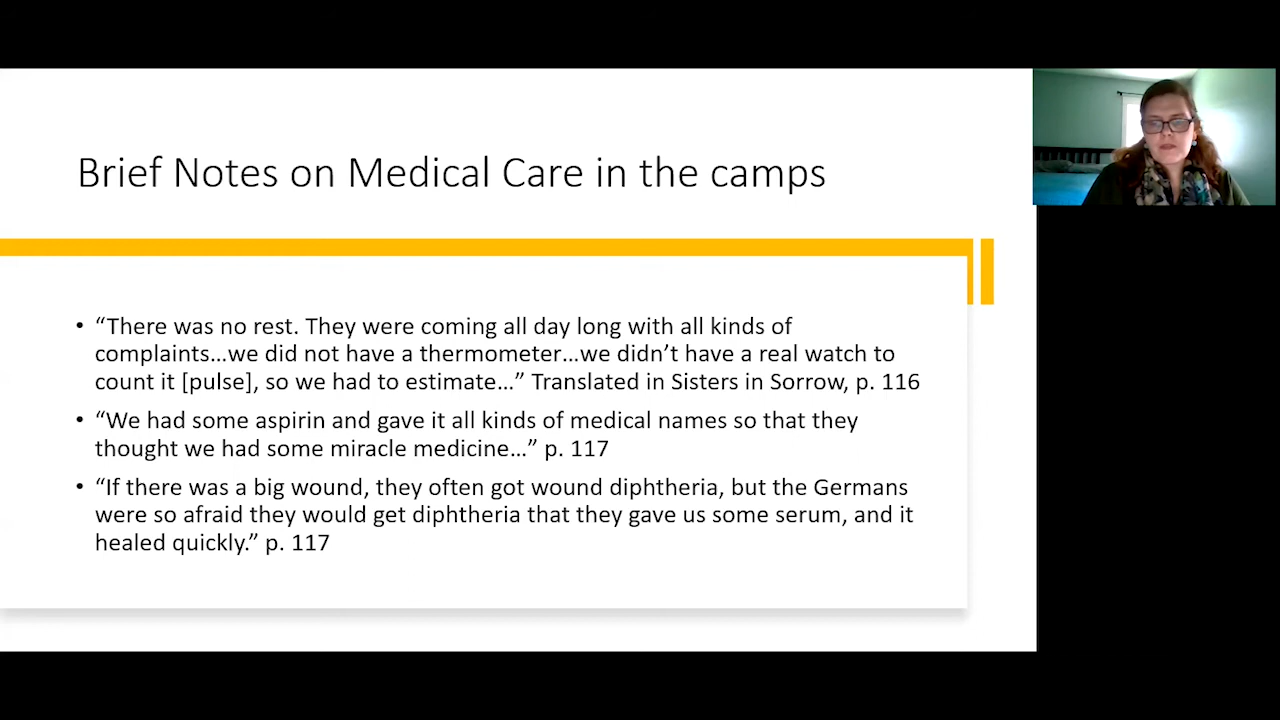 Brief Notes on Medical Care in the camps
• “There was no rest. They were coming all day long with all kinds of
complaints…we did not have a thermometer…we didn’t have a real watch to
count it [pulse], so we had to estimate…” Translated in Sisters in Sorrow, p. 116
• “We had some aspirin and gave it all kinds of medical names so that they
thought we had some miracle medicine…” p. 117
• “If there was a big wound, they often got wound diphtheria, but the Germans
were so afraid they would get diphtheria that they gave us some serum, and it
healed quickly.” p. 117